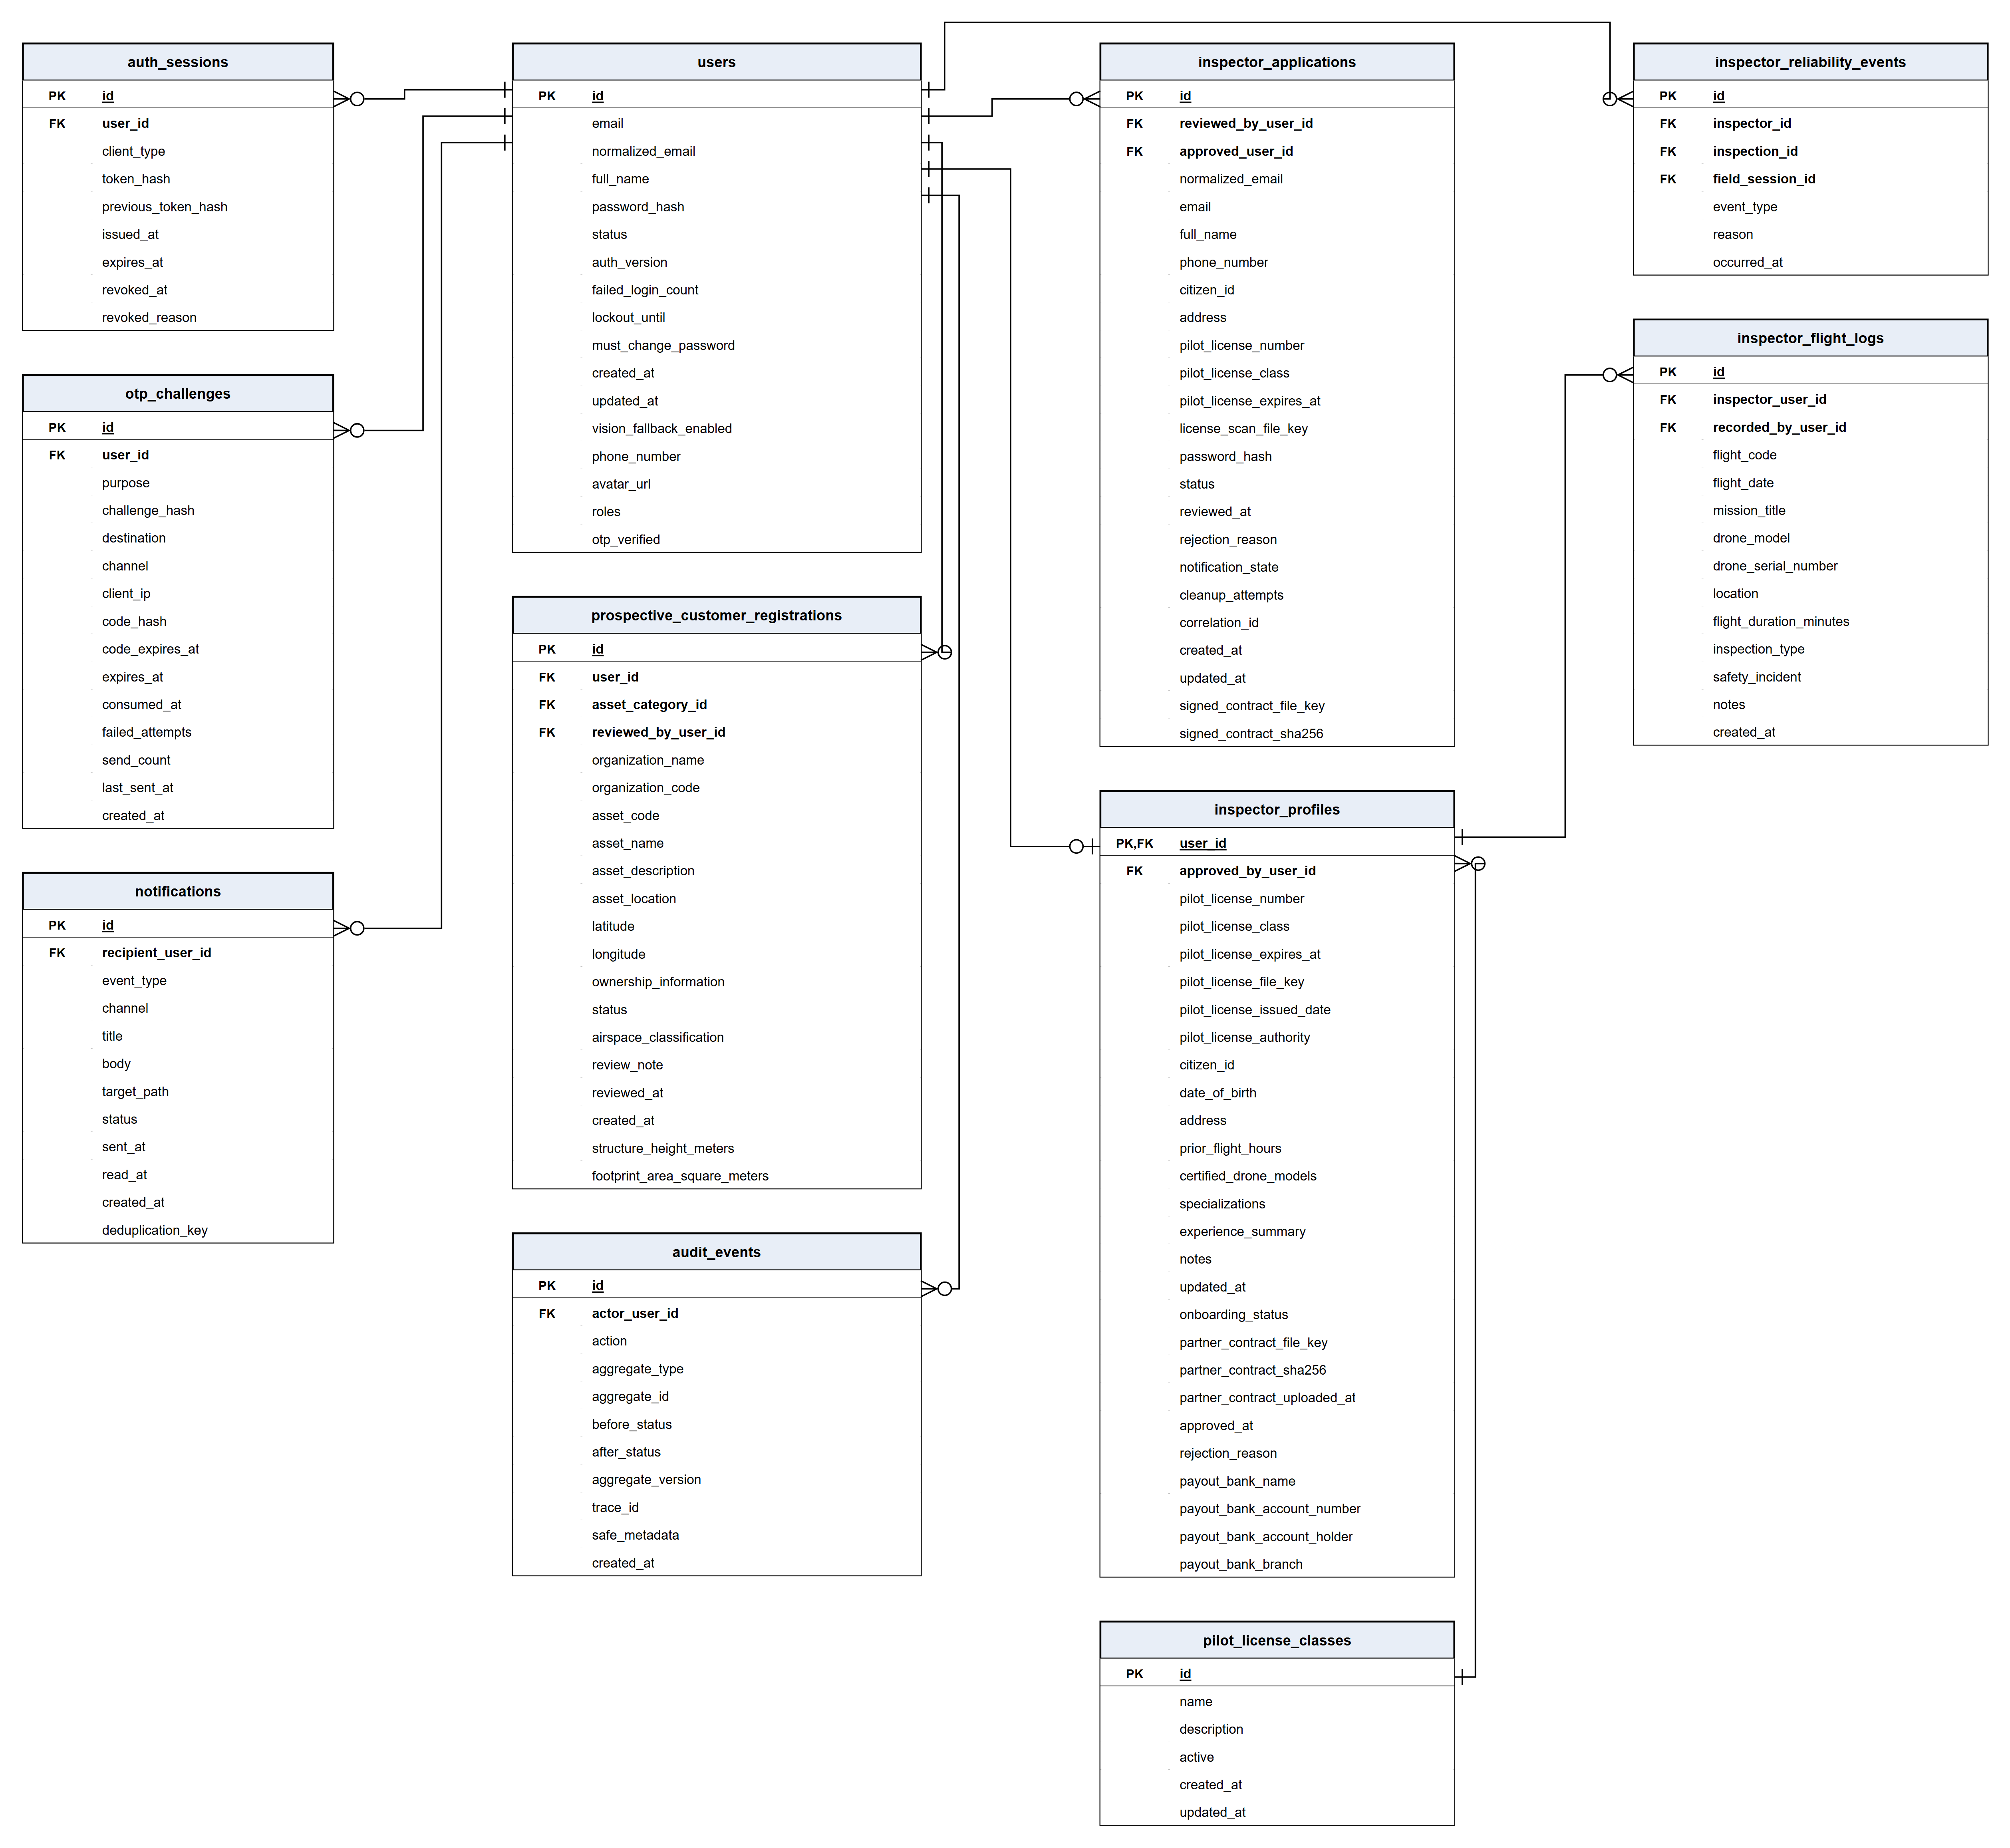 auth_sessions
PK id
FK user_id
client_type
token_hash
previous_token_hash
issued_at
expires_at
revoked_at
revoked_reason
otp_challenges
PK id
FK user_id
purpose
challenge_hash
destination
channel
client_ip
code_hash
code_expires_at
expires_at
consumed_at
failed_attempts
send_count
last_sent_at
created_at
notifications
PK id
FK recipient_user_id
event_type
channel
title
body
target_path
status
sent_at
read_at
created_at
deduplication_key
users
PK id
email
normalized_email
full_name
password_hash
status
auth_version
failed_login_count
lockout_until
must_change_password
created_at
updated_at
vision_fallback_enabled
phone_number
avatar_url
roles
otp_verified
prospective_customer_registrations
PK id
FK user_id
FK asset_category_id
FK reviewed_by_user_id
organization_name
organization_code
asset_code
asset_name
asset_description
asset_location
latitude
longitude
ownership_information
status
airspace_classification
review_note
reviewed_at
created_at
structure_height_meters
footprint_area_square_meters
audit_events
PK id
FK actor_user_id
action
aggregate_type
aggregate_id
before_status
after_status
aggregate_version
trace_id
safe_metadata
created_at
inspector_applications
PK id
FK reviewed_by_user_id
FK approved_user_id
normalized_email
email
full_name
phone_number
citizen_id
address
pilot_license_number
pilot_license_class
pilot_license_expires_at
license_scan_file_key
password_hash
status
reviewed_at
rejection_reason
notification_state
cleanup_attempts
correlation_id
created_at
updated_at
signed_contract_file_key
signed_contract_sha256
inspector_profiles
PK,FK user_id
FK approved_by_user_id
pilot_license_number
pilot_license_class
pilot_license_expires_at
pilot_license_file_key
pilot_license_issued_date
pilot_license_authority
citizen_id
date_of_birth
address
prior_flight_hours
certified_drone_models
specializations
experience_summary
notes
updated_at
onboarding_status
partner_contract_file_key
partner_contract_sha256
partner_contract_uploaded_at
approved_at
rejection_reason
payout_bank_name
payout_bank_account_number
payout_bank_account_holder
payout_bank_branch
pilot_license_classes
PK id
name
description
active
created_at
updated_at
inspector_reliability_events
PK id
FK inspector_id
FK inspection_id
FK field_session_id
event_type
reason
occurred_at
inspector_flight_logs
PK id
FK inspector_user_id
FK recorded_by_user_id
flight_code
flight_date
mission_title
drone_model
drone_serial_number
location
flight_duration_minutes
inspection_type
safety_incident
notes
created_at